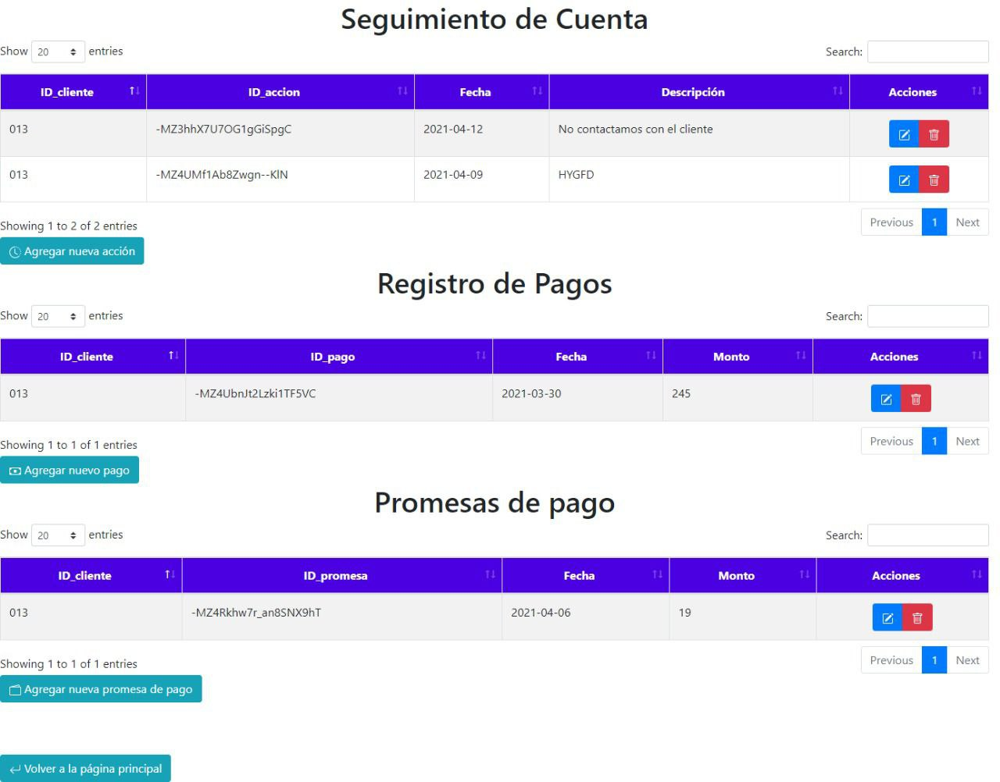 Seguimiento de Cuenta
Show 20 entries Search:
ID_cliente ID_accion Fecha Descripción Acciones
013 -MZ3hhX7U7OG1gGiSpgC 2021-04-12 No contactamos con el cliente
013 -MZ4UMf1Ab8Zwgn--KlN 2021-04-09 HYGFD
Showing 1 to 2 of 2 entries Previous 1 Next
Agregar nueva acción
Registro de Pagos
Show 20 entries Search:
ID_cliente ID_pago Fecha Monto Acciones
013 -MZ4UbnJt2Lzki1TF5VC 2021-03-30 245
Showing 1 to 1 of 1 entries Previous 1 Next
Agregar nuevo pago
Promesas de pago
Show 20 entries Search:
ID_cliente ID_promesa Fecha Monto Acciones
013 -MZ4Rkhw7r_an8SNX9hT 2021-04-06 19
Showing 1 to 1 of 1 entries Previous 1 Next
Agregar nueva promesa de pago
Volver a la página principal